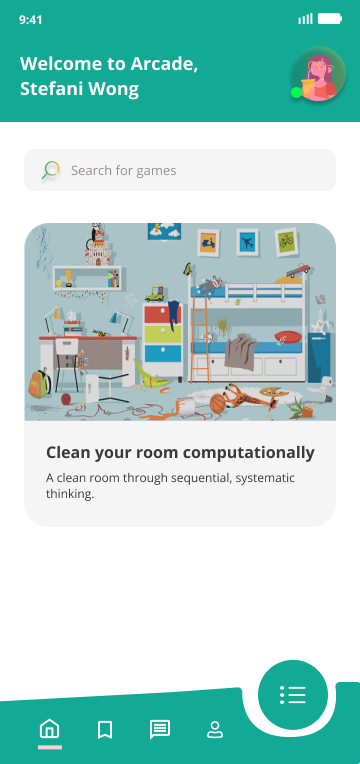 9:41
Welcome to Arcade,
Stefani Wong
Search for games
Clean your room computationally
A clean room through sequential, systematic
thinking.